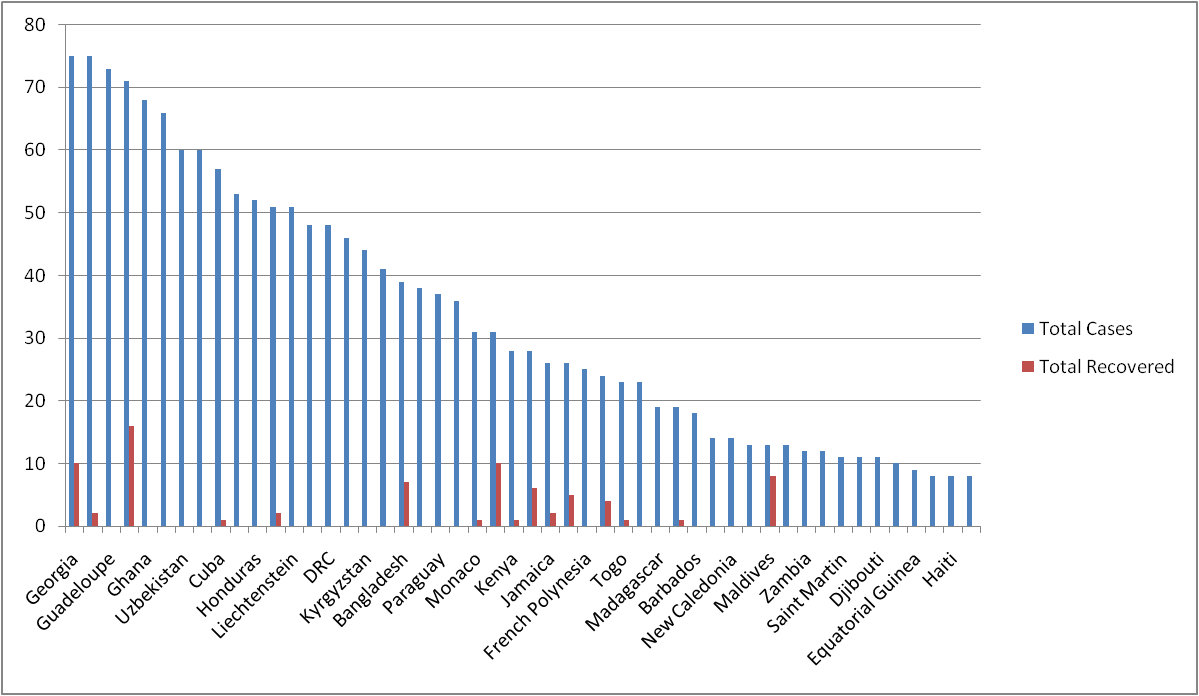 80
70
60
50
40
30
20
10
0
Georgia
Guadeloupe
Ghana
Uzbekistan
Cuba
Honduras
Liechtenstein
DRC
Kyrgyzstan
Bangladesh
Paraguay
Monaco
Kenya
Jamaica
French Polynesia
Togo
Madagascar
Barbados
New Caledonia
Maldives
Zambia
Saint Martin
Djibouti
Equatorial Guinea
Haiti
Total Cases
Total Recovered